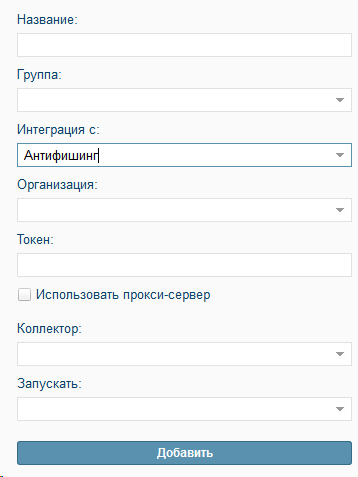 Название:
Группа:
Интеграция с:
Антифишинг
Организация:
Токен:
Использовать прокси-сервер
Коллектор:
Запускать:
Добавить